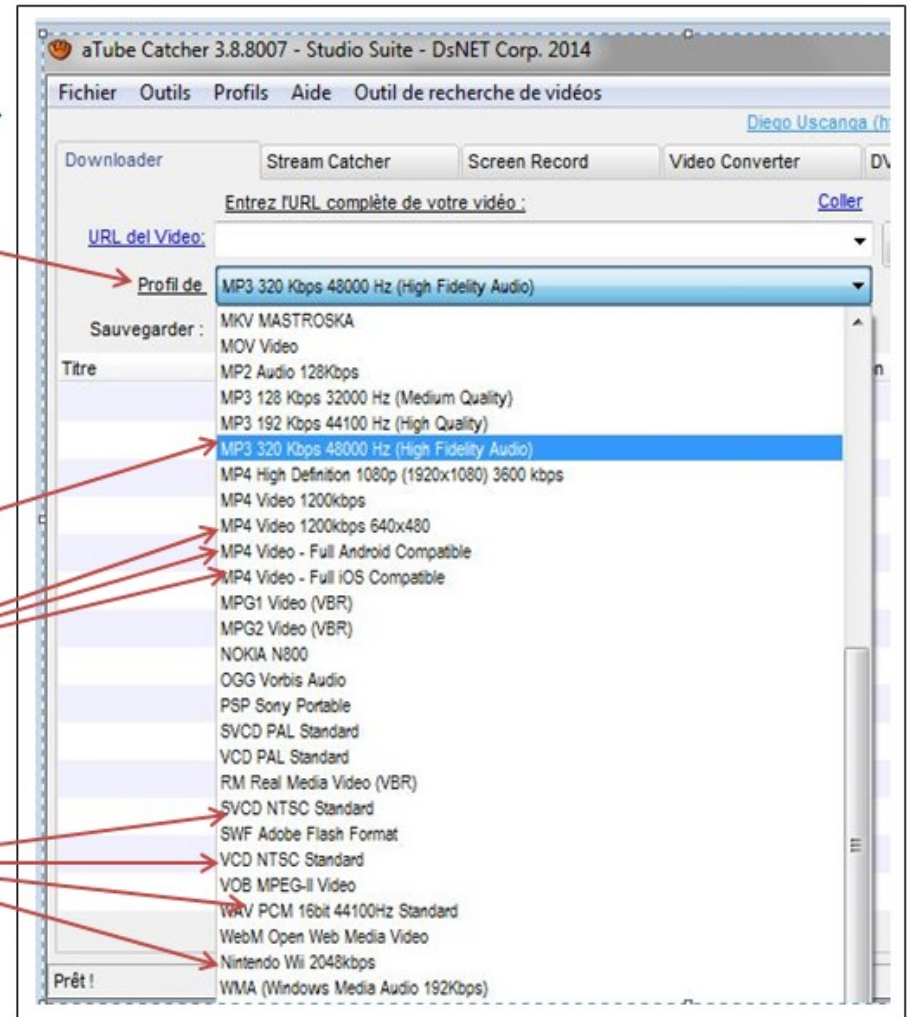 aTube Catcher 3.8.8007 - Studio Suite - DsNET Corp. 2014
Fichier Outils Profils Aide Outil de recherche de vidéos
Diego Uscanga (h
Downloader Stream Catcher Screen Record Video Converter DV
Entrez l'URL complète de votre vidéo : Coller
URL del Video:
Profil de MP3 320 Kbps 48000 Hz (High Fidelity Audio)
Sauvegarder :
MKV MASTROSKA
MOV Video
Titre
MP2 Audio 128Kbps
MP3 128 Kbps 32000 Hz (Medium Quality)
MP3 192 Kbps 44100 Hz (High Quality)
MP3 320 Kbps 48000 Hz (High Fidelity Audio)
MP4 High Definition 1080p (1920x1080) 3600 kbps
MP4 Video 1200kbps
MP4 Video 1200kbps 640x480
MP4 Video - Full Android Compatible
MP4 Video - Full iOS Compatible
MPG1 Video (VBR)
MPG2 Video (VBR)
NOKIA N800
OGG Vorbis Audio
PSP Sony Portable
SVCD PAL Standard
VCD PAL Standard
RM Real Media Video (VBR)
SVCD NTSC Standard
SWF Adobe Flash Format
VCD NTSC Standard
VOB MPEG-II Video
WAV PCM 16bit 44100Hz Standard
WebM Open Web Media Video
Nintendo Wii 2048kbps
WMA (Windows Media Audio 192Kbps)
Prêt !